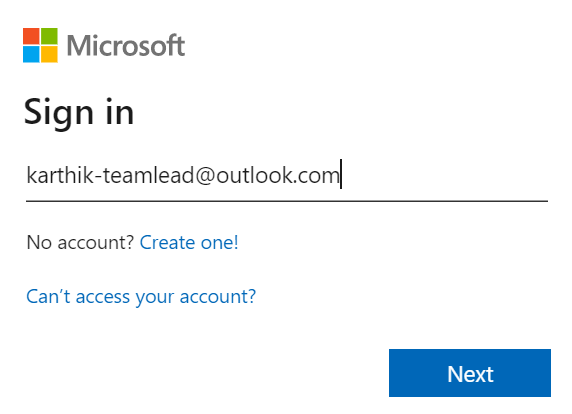 Microsoft
Sign in
karthik-teamlead@outlook.com
No account? Create one!
Can’t access your account?
Next